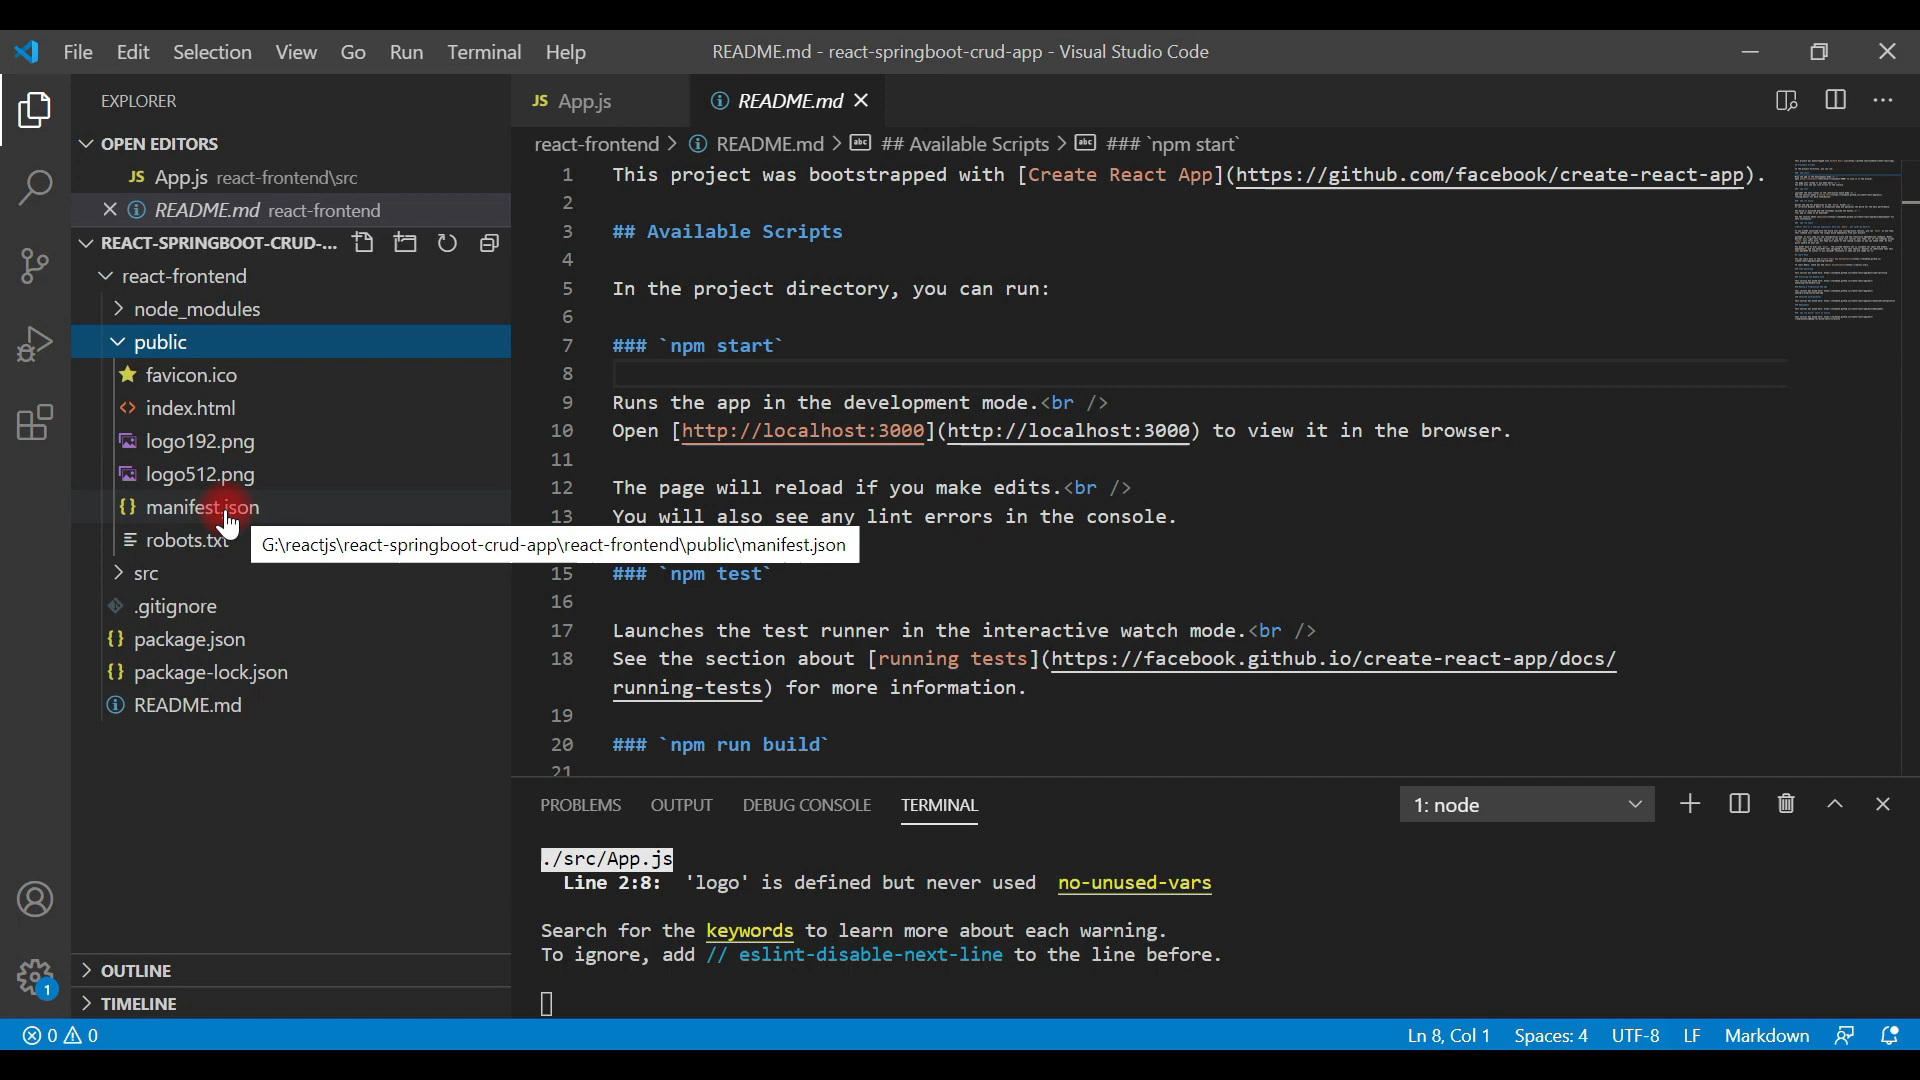 File Edit Selection View Go Run Terminal Help
README.md - react-springboot-crud-app - Visual Studio Code
EXPLORER
OPEN EDITORS
JS App.js react-frontend\src
README.md react-frontend
REACT-SPRINGBOOT-CRUD-...
react-frontend
node_modules
public
favicon.ico
index.html
logo192.png
logo512.png
{} manifest.json
robots.txt
G:\reactjs\react-springboot-crud-app\react-frontend\public\manifest.json
src
.gitignore
{} package.json
{} package-lock.json
README.md
OUTLINE
TIMELINE
1
JS App.js
README.md
react-frontend > README.md > ## Available Scripts > ### `npm start`
1 This project was bootstrapped with [Create React App](https://github.com/facebook/create-react-app).
2
3 ## Available Scripts
4
5 In the project directory, you can run:
6
7 ### `npm start`
8
9 Runs the app in the development mode.<br />
10 Open [http://localhost:3000](http://localhost:3000) to view it in the browser.
11
12 The page will reload if you make edits.<br />
13 You will also see any lint errors in the console.
15 ### `npm test`
16
17 Launches the test runner in the interactive watch mode.<br />
18 See the section about [running tests](https://facebook.github.io/create-react-app/docs/
running-tests) for more information.
19
20 ### `npm run build`
21
PROBLEMS OUTPUT DEBUG CONSOLE TERMINAL
1: node
./src/App.js
Line 2:8: 'logo' is defined but never used no-unused-vars
Search for the keywords to learn more about each warning.
To ignore, add // eslint-disable-next-line to the line before.
0 0
Ln 8, Col 1 Spaces: 4 UTF-8 LF Markdown